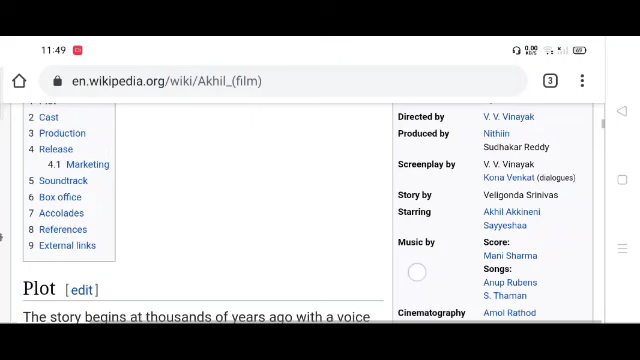 11:49
0.00
KB/S
69
en.wikipedia.org/wiki/Akhil_(film)
3
2 Cast
3 Production
4 Release
4.1 Marketing
5 Soundtrack
6 Box office
7 Accolades
8 References
9 External links
Plot [ edit ]
The story begins at thousands of years ago with a voice
Directed by V. V. Vinayak
Produced by Nithiin
Sudhakar Reddy
Screenplay by V. V. Vinayak
Kona Venkat (dialogues)
Story by Veligonda Srinivas
Starring Akhil Akkineni
Sayyeshaa
Music by Score:
Mani Sharma
Songs:
Anup Rubens
S. Thaman
Cinematography Amol Rathod